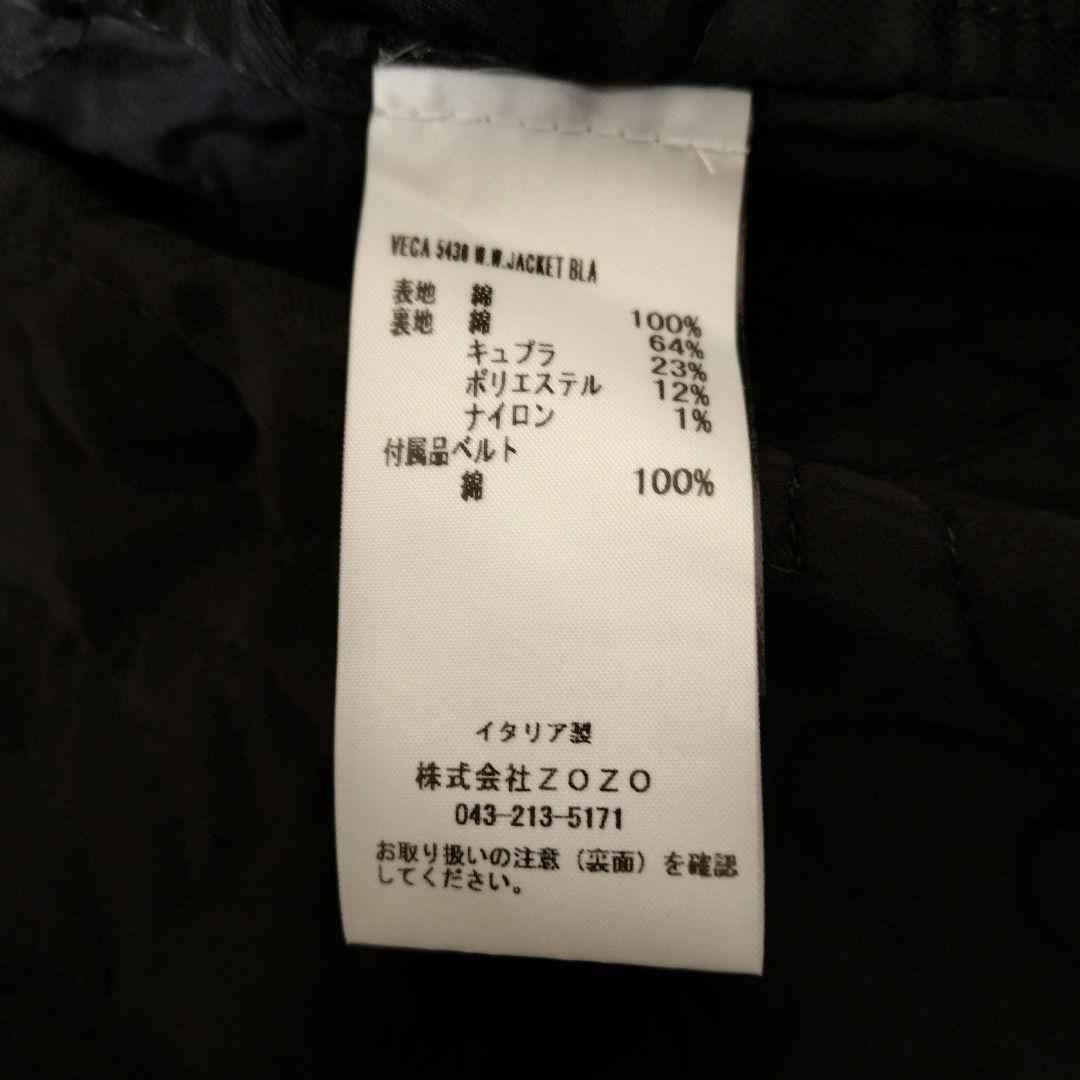 VECA 5438 W.W.JACKET BLA
表地 綿 100%
裏地 綿 64%
キュプラ 23%
ポリエステル 12%
ナイロン 1%
付属品ベルト
綿 100%
イタリア製
株式会社ZOZO
043-213-5171
お取り扱いの注意(裏面)を確認
してください。